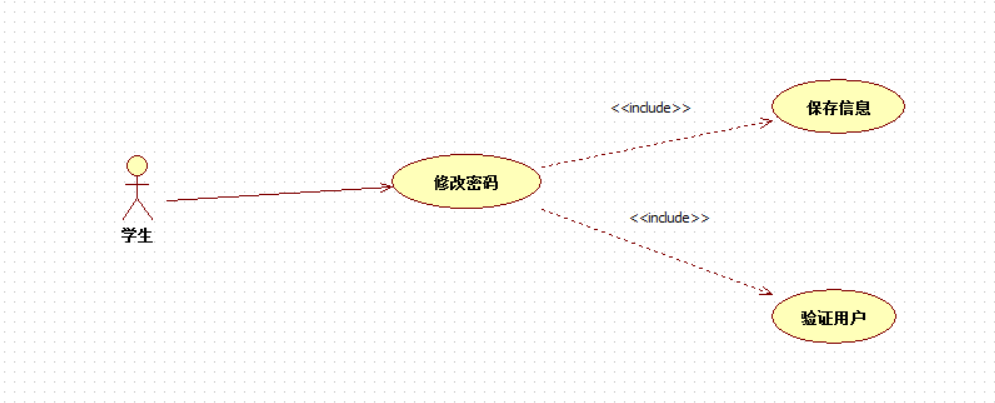 <<include>>
保存信息
修改密码
<<include>>
学生
验证用户